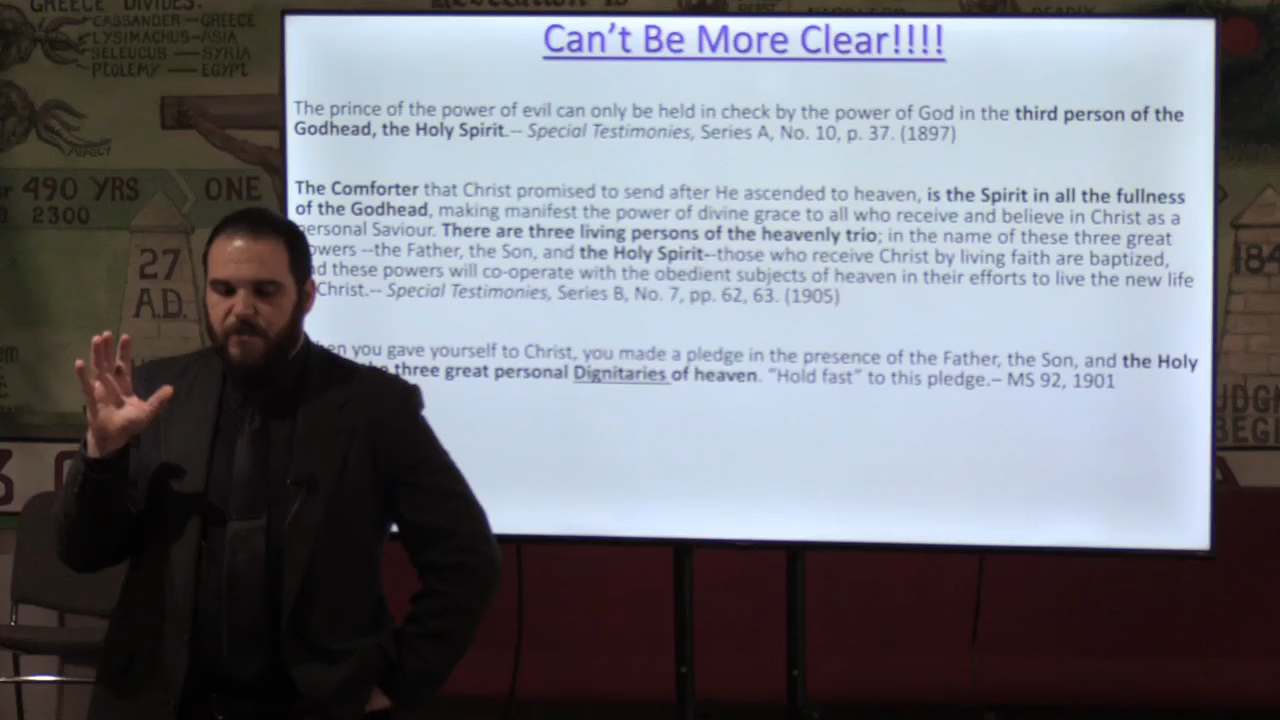 GREECE DIVIDES:
CASSANDER — GREECE
LYSIMACHUS-ASIA
SELEUCUS — SYRIA
PTOLEMY — EGYPT
490 YRS
ONE
2300
27
A.D.
184
Can't Be More Clear!!!!
The prince of the power of evil can only be held in check by the power of God in the third person of the
Godhead, the Holy Spirit.-- Special Testimonies, Series A, No. 10, p. 37. (1897)
The Comforter that Christ promised to send after He ascended to heaven, is the Spirit in all the fullness
of the Godhead, making manifest the power of divine grace to all who receive and believe in Christ as a
personal Saviour. There are three living persons of the heavenly trio; in the name of these three great
owers --the Father, the Son, and the Holy Spirit--those who receive Christ by living faith are baptized,
d these powers will co-operate with the obedient subjects of heaven in their efforts to live the new life
Christ.-- Special Testimonies, Series B, No. 7, pp. 62, 63. (1905)
en you gave yourself to Christ, you made a pledge in the presence of the Father, the Son, and the Holy
three great personal Dignitaries of heaven. "Hold fast" to this pledge.– MS 92, 1901
UDG
BEGI